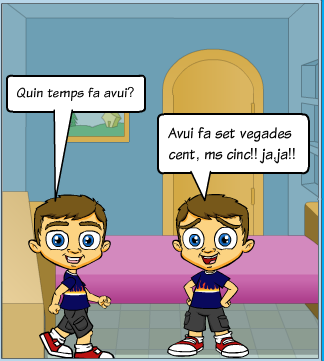 Quin temps fa avui?
Avui fa set vegades
cent, ms cinc!! ja,ja!!